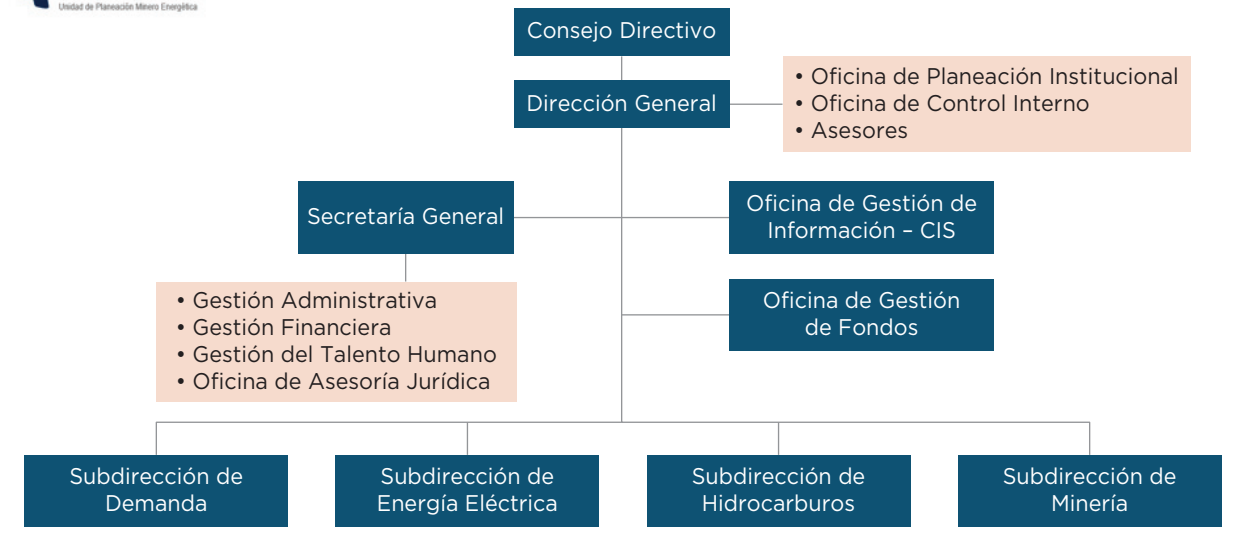 Unidad de Planeación Minero Energética
Consejo Directivo
Dirección General
• Oficina de Planeación Institucional
• Oficina de Control Interno
• Asesores
Secretaría General
Oficina de Gestión de
Información – CIS
• Gestión Administrativa
• Gestión Financiera
• Gestión del Talento Humano
• Oficina de Asesoría Jurídica
Oficina de Gestión
de Fondos
Subdirección de
Demanda
Subdirección de
Energía Eléctrica
Subdirección de
Hidrocarburos
Subdirección de
Minería